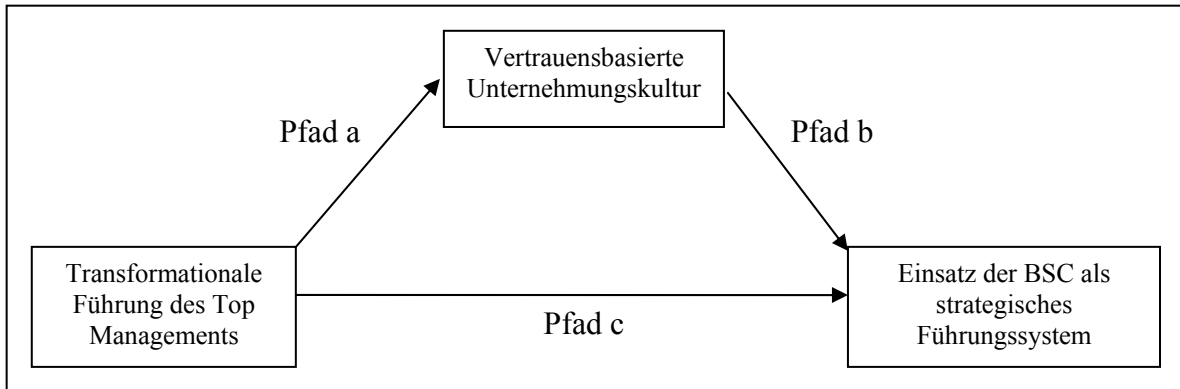 Vertrauensbasierte
Unternehmungskultur
Pfad a
Pfad b
Transformationale
Führung des Top
Managements
Pfad c
Einsatz der BSC als
strategisches
Führungssystem